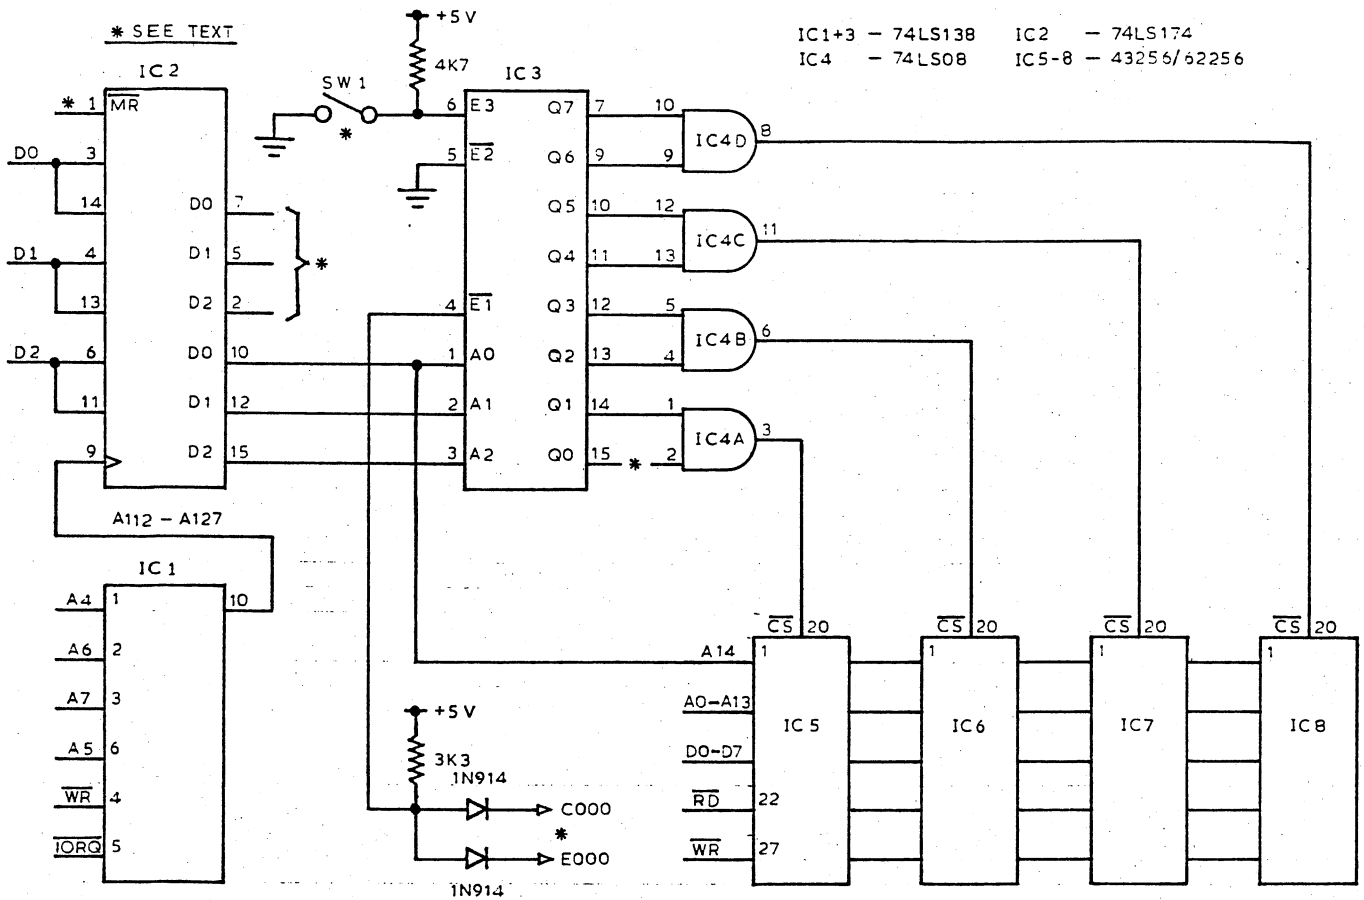 * SEE TEXT
IC1+3 – 74LS138 IC2 – 74LS174
IC4 – 74LS08 IC5-8 – 43256/62256
IC2
* 1 MR
D0 3
14
D1 4
13
D2 6
11
9
D0 7
D1 5
D2 2
*
D0 10
D1 12
D2 15
A112 – A127
IC1
A4 1
A6 2
A7 3
A5 6
WR 4
IORQ 5
10
+5V
4K7
SW1
*
IC3
6 E3
5 E2
4 E1
1 A0
2 A1
3 A2
Q7 7 10
Q6 9 9
Q5 10 12
Q4 11 13
Q3 12 5
Q2 13 4
Q1 14 1
Q0 15 * 2
IC4D 8
IC4C 11
IC4B 6
IC4A 3
+5V
3K3
1N914
C000
*
E000
1N914
CS 20
CS 20
CS 20
CS 20
A14 1
1
1
1
A0-A13
D0-D7
RD 22
WR 27
IC5
IC6
IC7
IC8